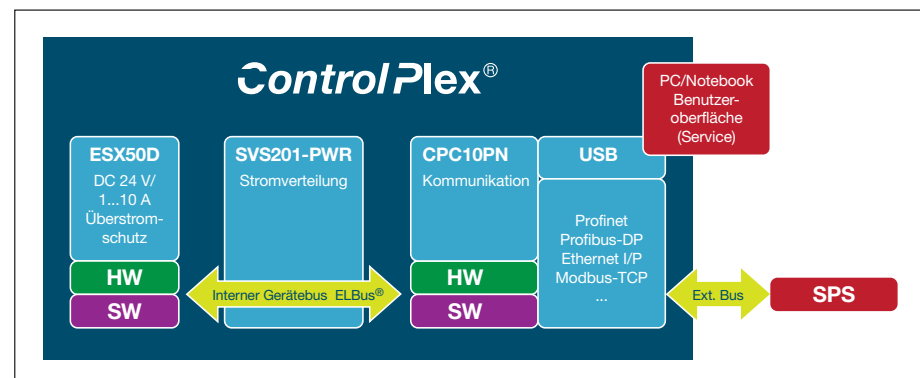 ControlPlex®
PC/Notebook
Benutzer-
oberfläche
(Service)
ESX50D
DC 24 V/
1...10 A
Überstrom-
schutz
HW
SW
SVS201-PWR
Stromverteilung
Interner Gerätebus ELBus®
CPC10PN
Kommunikation
HW
SW
USB
Profinet
Profibus-DP
Ethernet I/P
Modbus-TCP
...
Ext. Bus
SPS